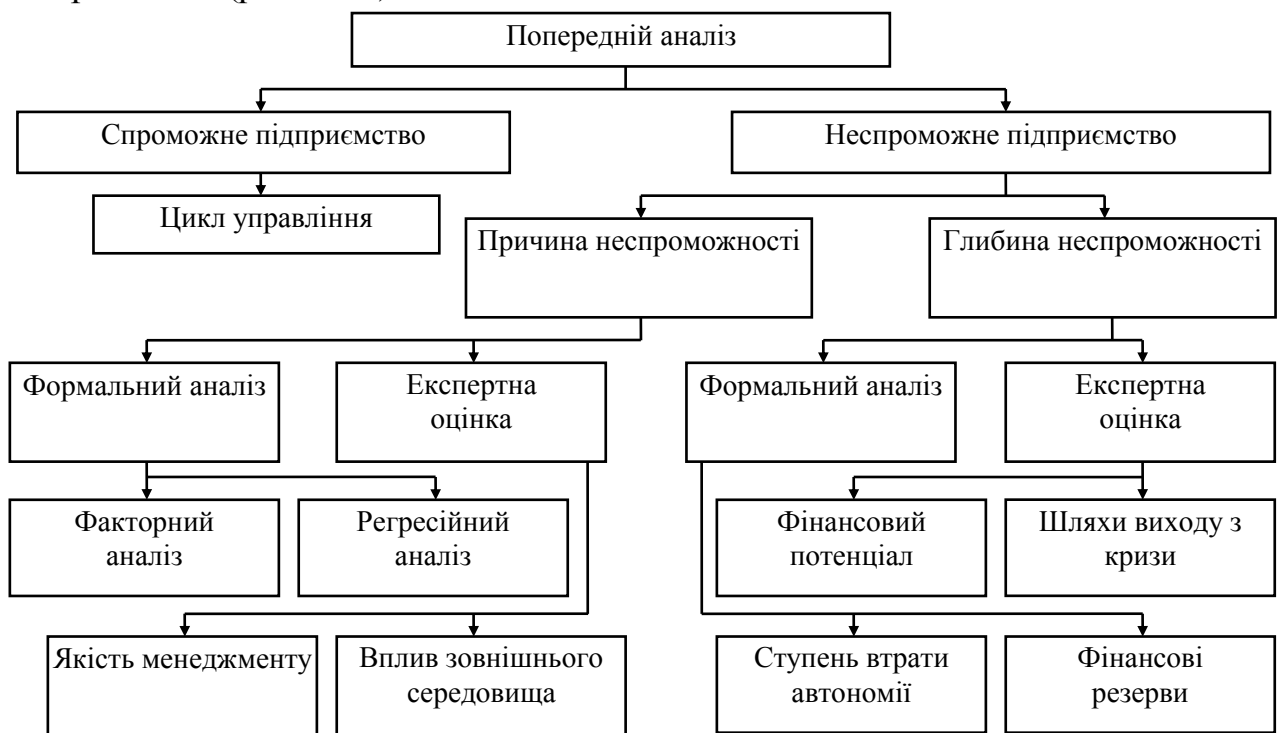 Попередній аналіз
Спроможне підприємство
Неспроможне підприємство
Цикл управління
Причина неспроможності
Глибина неспроможності
Формальний аналіз
Експертна
оцінка
Формальний аналіз
Експертна
оцінка
Факторний
аналіз
Регресійний
аналіз
Фінансовий
потенціал
Шляхи виходу з
кризи
Якість менеджменту
Вплив зовнішнього
середовища
Ступень втрати
автономії
Фінансові
резерви